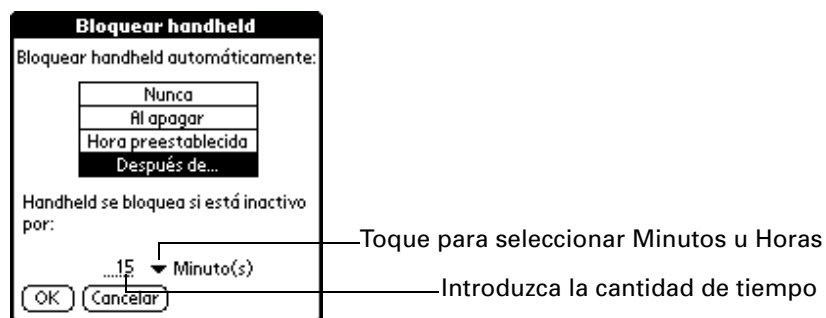 Bloquear handheld
Bloquear handheld automáticamente:
Nunca
Al apagar
Hora preestablecida
Después de...
Handheld se bloquea si está inactivo
por:
Toque para seleccionar Minutos u Horas
15 Minuto(s)
OK Cancelar
Introduzca la cantidad de tiempo